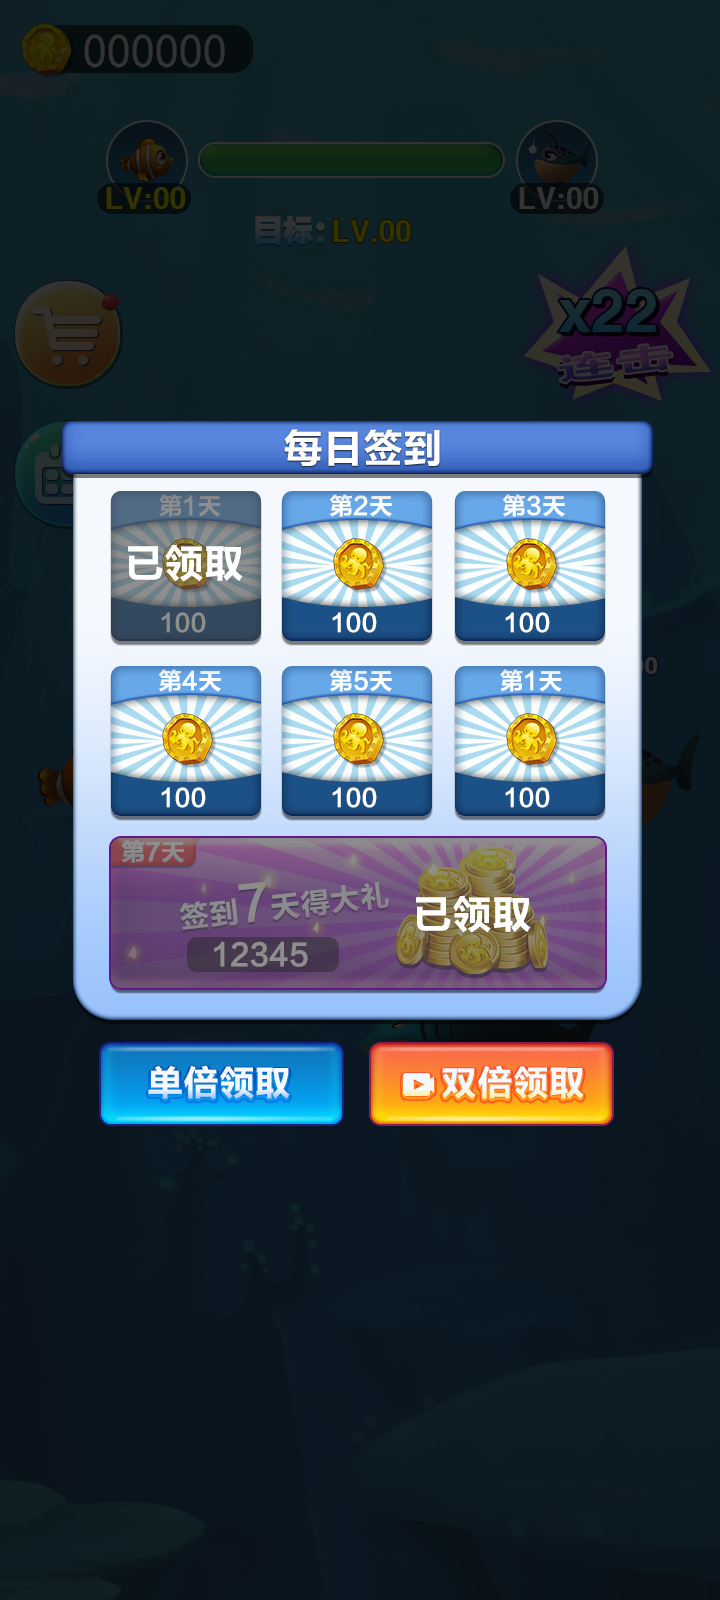 000000
LV:00
LV:00
目标：LV.00
x22
连击
每日签到
第1天
第2天
第3天
已领取
100
100
100
第4天
第5天
第1天
100
100
100
第7天
签到7天得大礼
已领取
12345
单倍领取
双倍领取